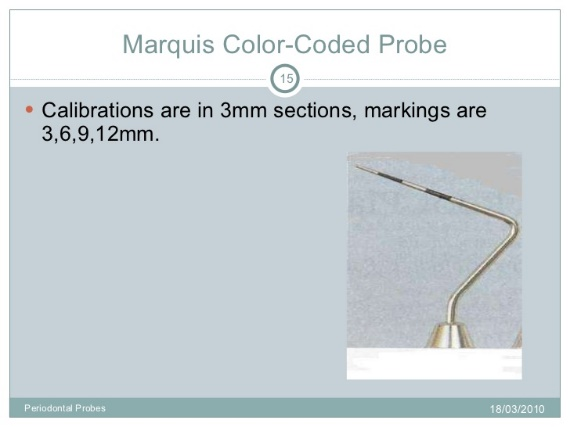 Marquis Color-Coded Probe
15
• Calibrations are in 3mm sections, markings are
3,6,9,12mm.
Periodontal Probes
18/03/2010